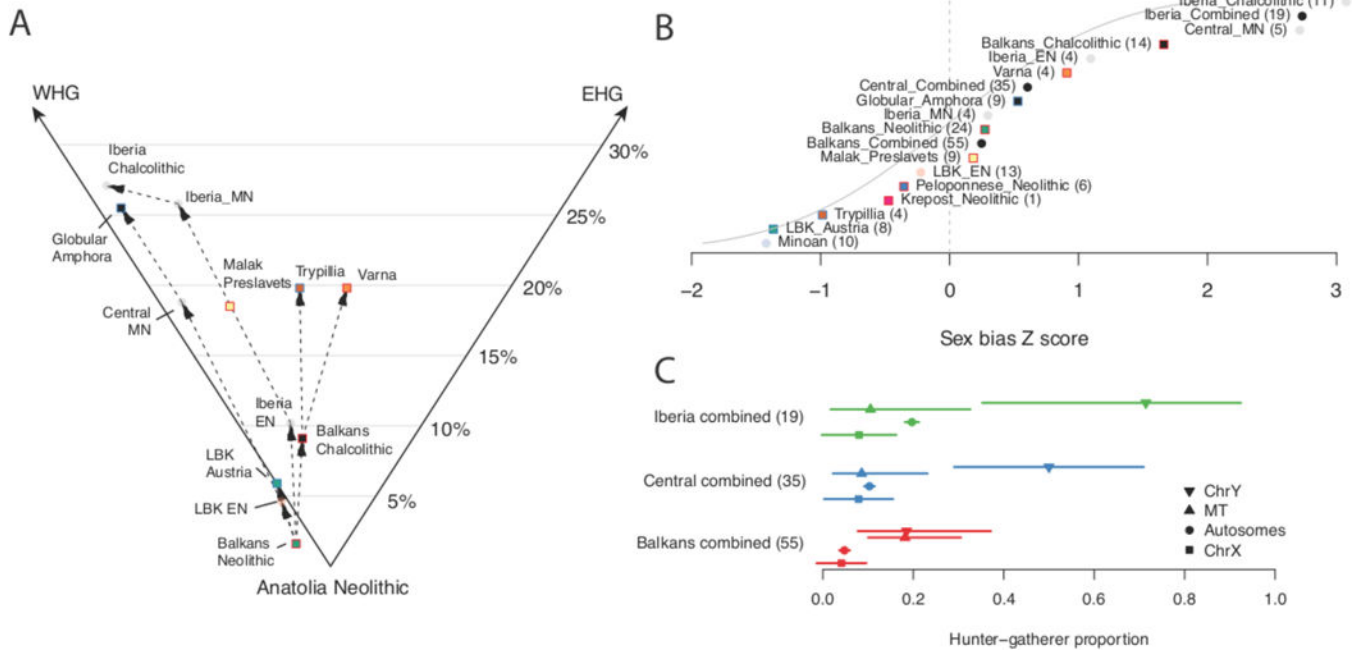 A
WHG
EHG
30%
25%
20%
15%
10%
5%
Iberia
Chalcolithic
Iberia_MN
Globular
Amphora
Malak
Preslavets
Trypillia
Varna
Central
MN
Iberia
EN
Balkans
Chalcolithic
LBK
Austria
LBK EN
Balkans
Neolithic
Anatolia Neolithic
B
Iberia_Chalcolithic (11)
Iberia_Combined (19)
Central_MN (5)
Balkans_Chalcolithic (14)
Iberia_EN (4)
Varna (4)
Central_Combined (35)
Globular_Amphora (9)
Iberia_MN (4)
Balkans_Neolithic (24)
Balkans_Combined (55)
Malak_Preslavets (9)
LBK_EN (13)
Peloponnese_Neolithic (6)
Krepost_Neolithic (1)
Trypillia (4)
LBK_Austria (8)
Minoan (10)
−2 −1 0 1 2 3
Sex bias Z score
C
Iberia combined (19)
Central combined (35)
Balkans combined (55)
ChrY
MT
Autosomes
ChrX
0.0 0.2 0.4 0.6 0.8 1.0
Hunter−gatherer proportion